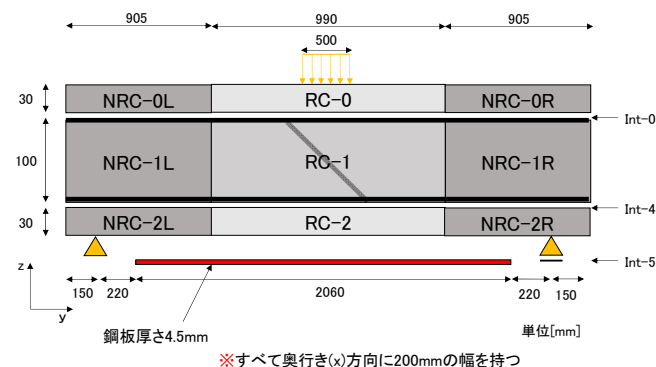 905 990 905
500
30 NRC-0L RC-0 NRC-0R
Int-0
100 NRC-1L RC-1 NRC-1R
Int-4
30 NRC-2L RC-2 NRC-2R
z
Int-5
150 220 2060 220 150
y
鋼板厚さ4.5mm
単位[mm]
※すべて奥行き(x)方向に200mmの幅を持つ